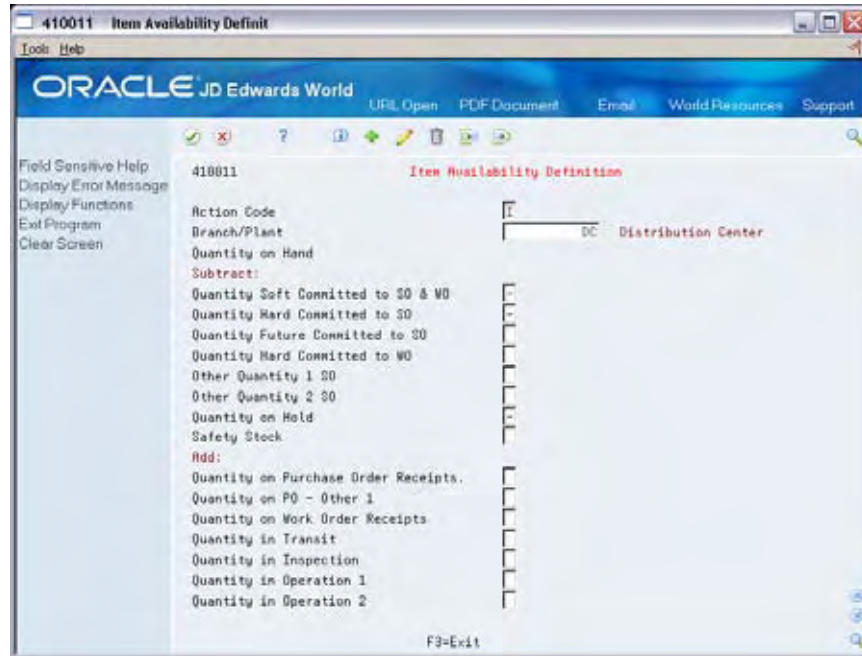 410011 Item Availability Definit
Tools Help
ORACLE JD Edwards World
URL Open PDF Document Email World Resources Support
Field Sensitive Help
Display Error Message
Display Functions
Exit Program
Clear Screen
410011 Item Availability Definition
Action Code I
Branch/Plant DC Distribution Center
Quantity on Hand
Subtract:
Quantity Soft Committed to SO & WO -
Quantity Hard Committed to SO -
Quantity Future Committed to SO
Quantity Hard Committed to WO
Other Quantity 1 SO
Other Quantity 2 SO
Quantity on Hold -
Safety Stock
Add:
Quantity on Purchase Order Receipts.
Quantity on PO - Other 1
Quantity on Work Order Receipts
Quantity in Transit
Quantity in Inspection
Quantity in Operation 1
Quantity in Operation 2
F3=Exit